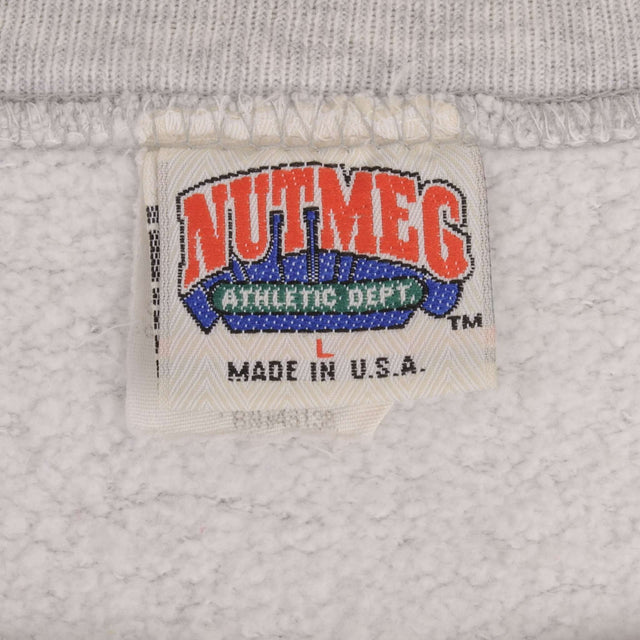 NUTMEG
ATHLETIC DEPT.
TM
L
MADE IN U.S.A.